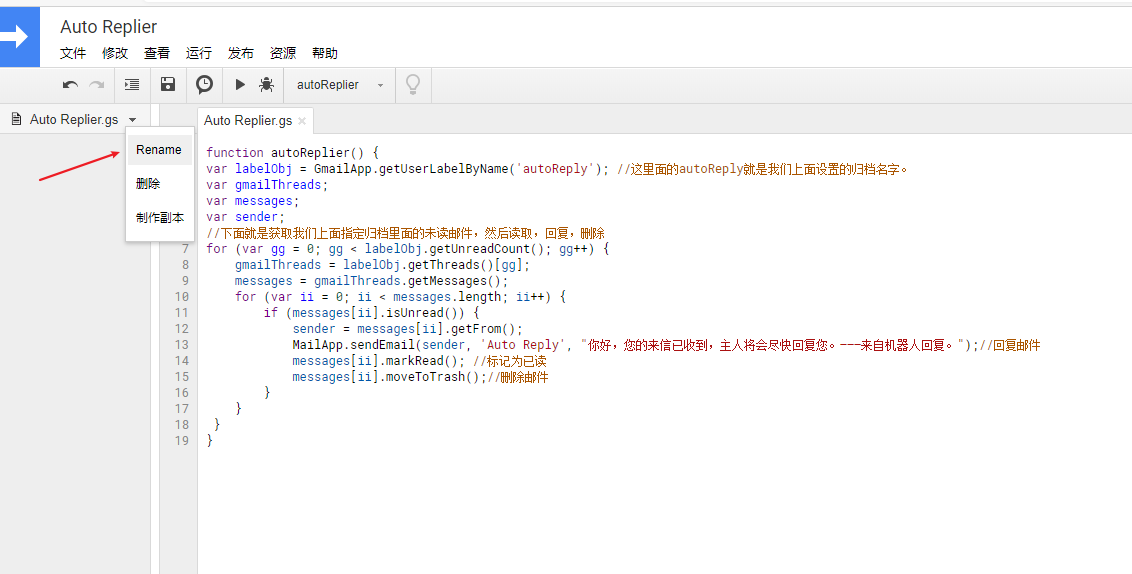 Auto Replier
文件 修改 查看 运行 发布 资源 帮助
autoReplier
Auto Replier.gs
Auto Replier.gs ×
Rename
删除
制作副本
function autoReplier() {
var labelObj = GmailApp.getUserLabelByName('autoReply'); //这里面的autoReply就是我们上面设置的归档名字。
var gmailThreads;
var messages;
var sender;
//下面就是获取我们上面指定归档里面的未读邮件，然后读取，回复，删除
7 for (var gg = 0; gg < labelObj.getUnreadCount(); gg++) {
8 gmailThreads = labelObj.getThreads()[gg];
9 messages = gmailThreads.getMessages();
10 for (var ii = 0; ii < messages.length; ii++) {
11 if (messages[ii].isUnread()) {
12 sender = messages[ii].getFrom();
13 MailApp.sendEmail(sender, 'Auto Reply', "你好，您的来信已收到，主人将会尽快回复您。---来自机器人回复。");//回复邮件
14 messages[ii].markRead(); //标记为已读
15 messages[ii].moveToTrash();//删除邮件
16 }
17 }
18 }
19 }